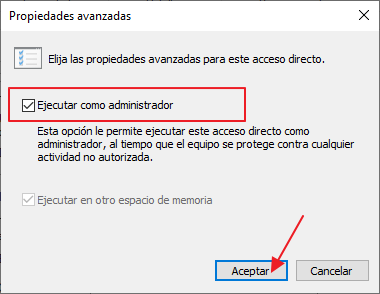 Propiedades avanzadas
Elija las propiedades avanzadas para este acceso directo.
Ejecutar como administrador
Esta opción le permite ejecutar este acceso directo como
administrador, al tiempo que el equipo se protege contra cualquier
actividad no autorizada.
Ejecutar en otro espacio de memoria
Aceptar
Cancelar